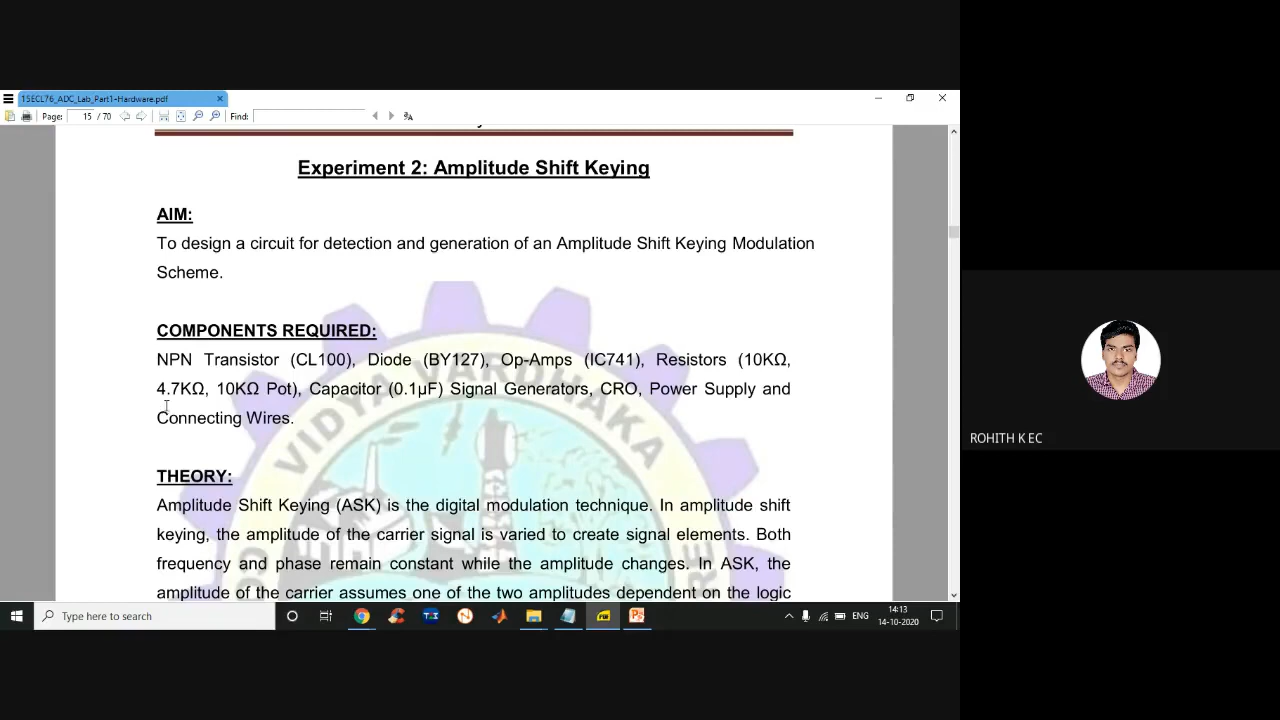 15ECL76_ADC_Lab_Part1-Hardware.pdf
Page: 15 / 70 Find:
Experiment 2: Amplitude Shift Keying
AIM:
To design a circuit for detection and generation of an Amplitude Shift Keying Modulation
Scheme.
COMPONENTS REQUIRED:
NPN Transistor (CL100), Diode (BY127), Op-Amps (IC741), Resistors (10KΩ,
4.7KΩ, 10KΩ Pot), Capacitor (0.1μF) Signal Generators, CRO, Power Supply and
Connecting Wires.
VIDYA VARDHAKA
THEORY:
Amplitude Shift Keying (ASK) is the digital modulation technique. In amplitude shift
keying, the amplitude of the carrier signal is varied to create signal elements. Both
frequency and phase remain constant while the amplitude changes. In ASK, the
amplitude of the carrier assumes one of the two amplitudes dependent on the logic
ROHITH K EC
Type here to search
ENG
14:13
14-10-2020